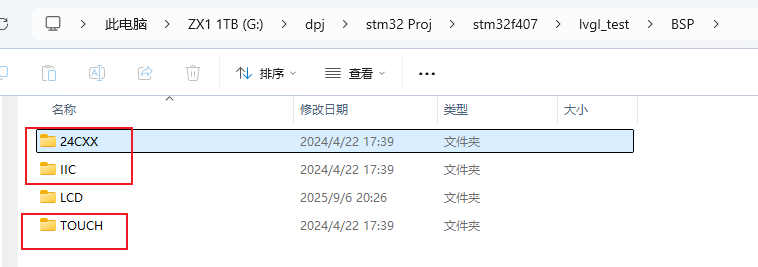 此电脑 > ZX1 1TB (G:) > dpj > stm32 Proj > stm32f407 > lvgl_test > BSP >
排序 查看 ...
名称 修改日期 类型 大小
24CXX 2024/4/22 17:39 文件夹
IIC 2024/4/22 17:39 文件夹
LCD 2025/9/6 20:26 文件夹
TOUCH 2024/4/22 17:39 文件夹